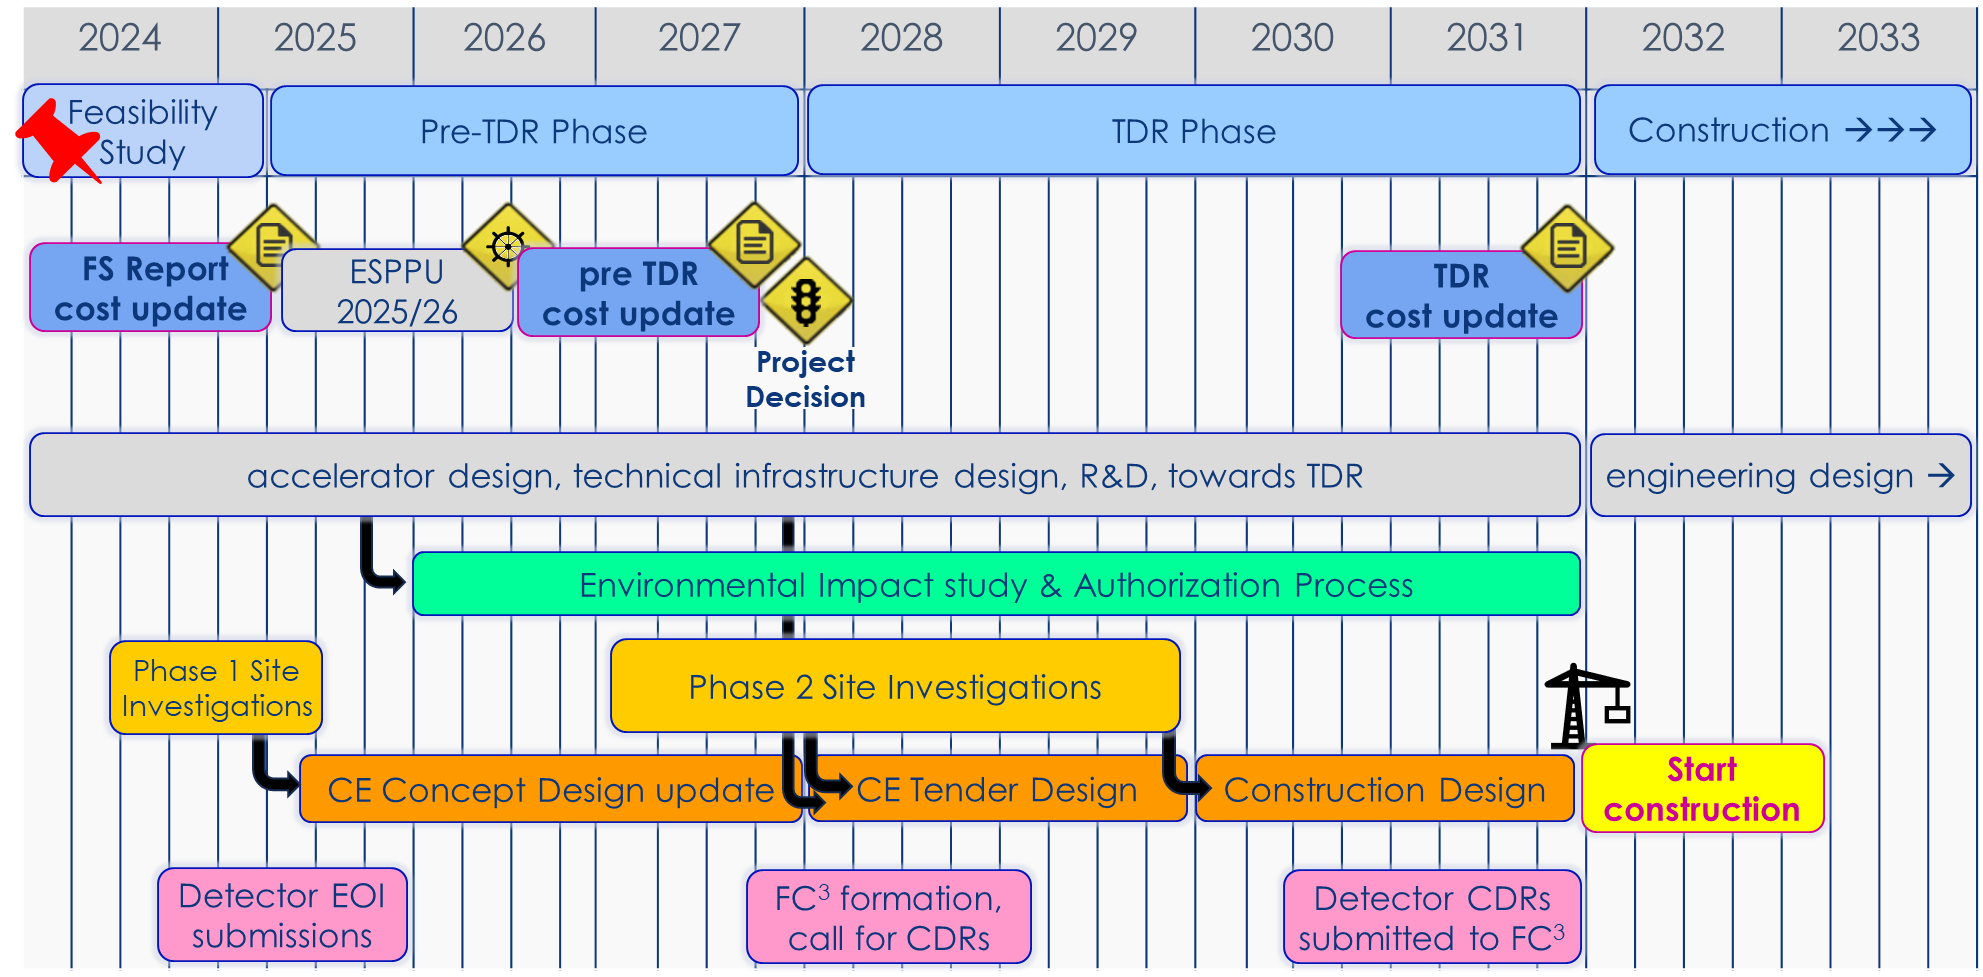 2024 2025 2026 2027 2028 2029 2030 2031 2032 2033
Feasibility
Study
Pre-TDR Phase
TDR Phase
Construction →→→
FS Report
cost update
ESPPU
2025/26
pre TDR
cost update
Project
Decision
TDR
cost update
accelerator design, technical infrastructure design, R&D, towards TDR
engineering design →
Environmental Impact study & Authorization Process
Phase 1 Site
Investigations
Phase 2 Site Investigations
CE Concept Design update
CE Tender Design
Construction Design
Start
construction
Detector EOI
submissions
FC³ formation,
call for CDRs
Detector CDRs
submitted to FC³